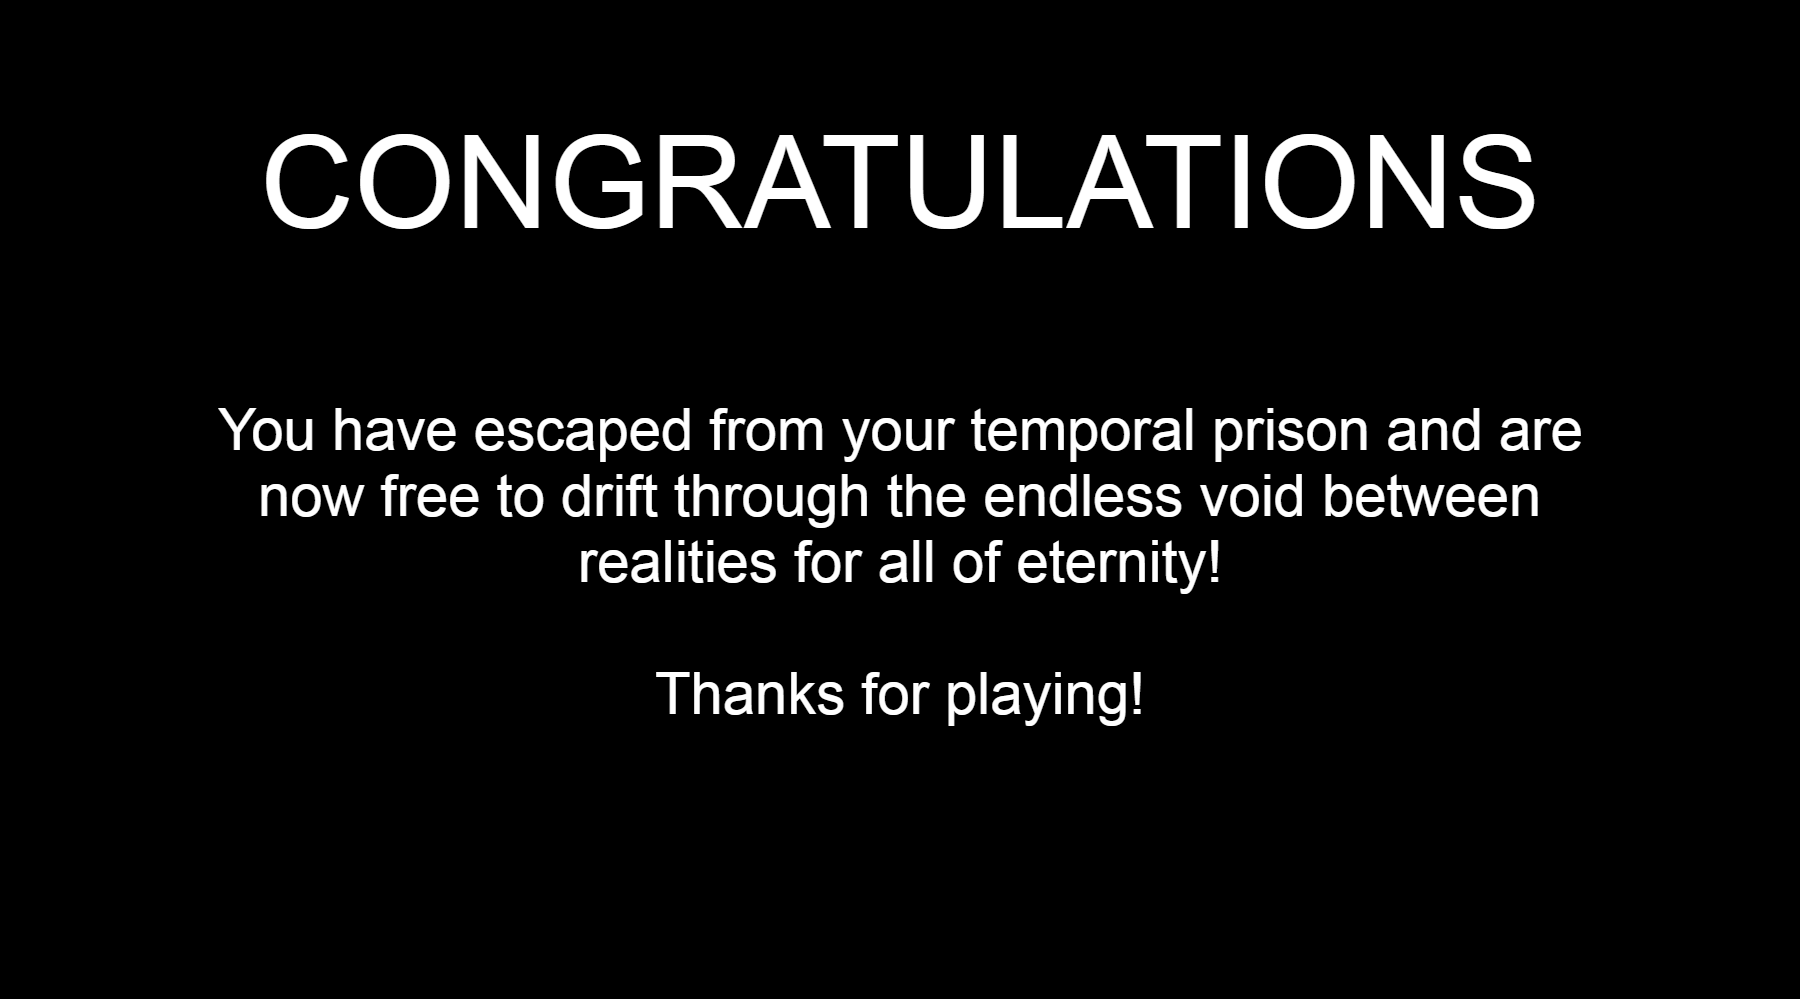 CONGRATULATIONS
You have escaped from your temporal prison and are
now free to drift through the endless void between
realities for all of eternity!
Thanks for playing!